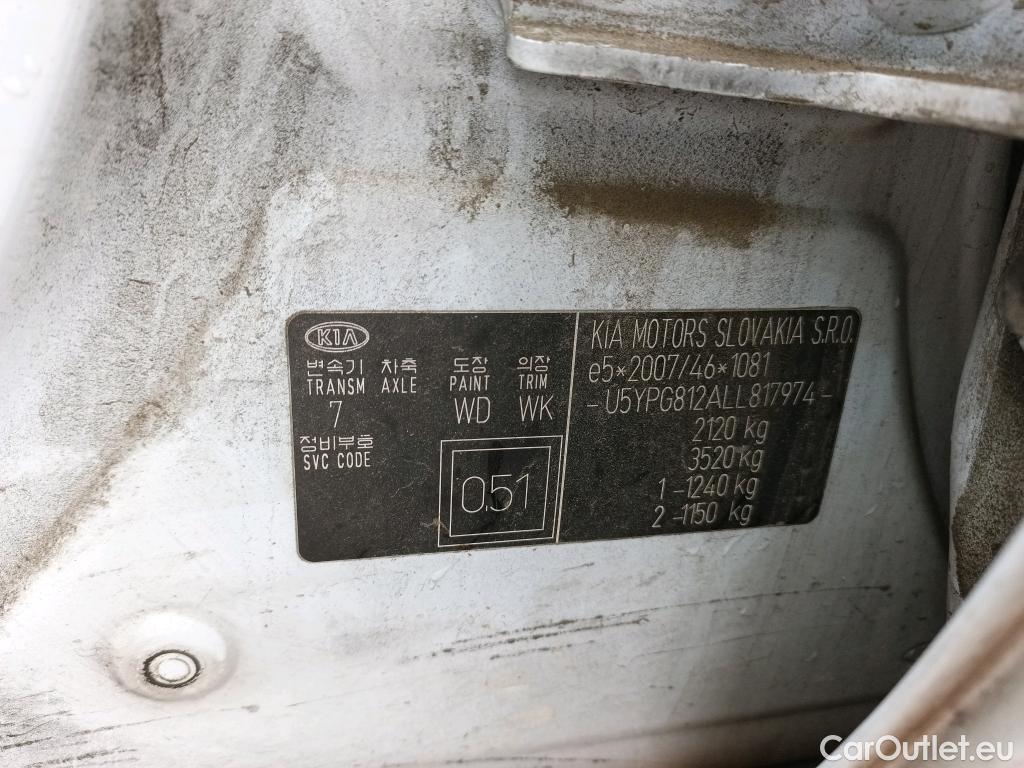 KIA
변속기 차축 도장 의장
TRANSM AXLE PAINT TRIM
7 WD WK
정비부호
SVC CODE
0.51
KIA MOTORS SLOVAKIA S.R.O.
e5*2007/46*1081
- U5YPG812ALL817974 -
2120 kg
3520 kg
1 - 1240 kg
2 - 1150 kg
CarOutlet.eu